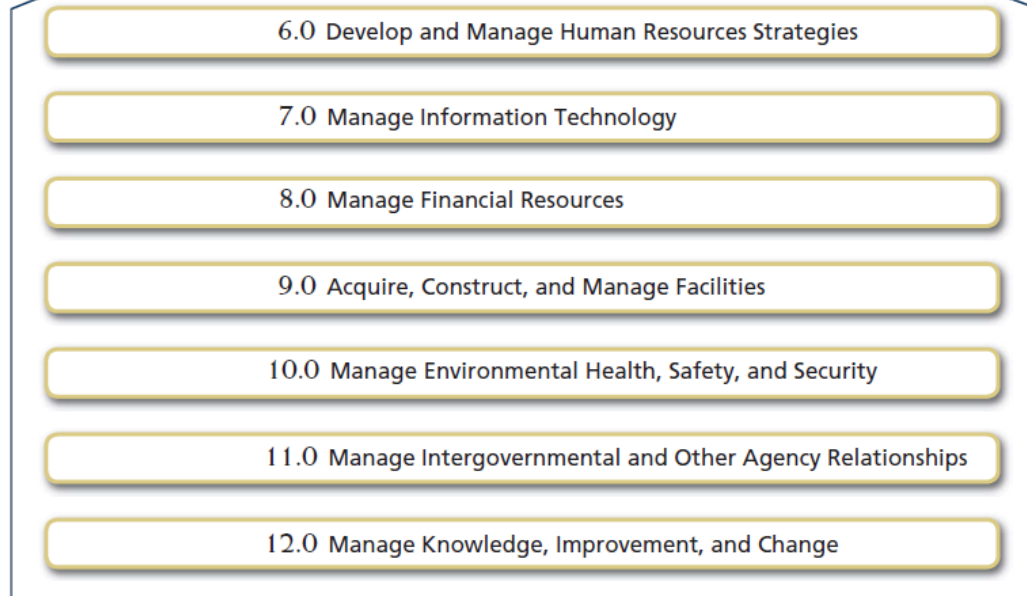 6.0 Develop and Manage Human Resources Strategies
7.0 Manage Information Technology
8.0 Manage Financial Resources
9.0 Acquire, Construct, and Manage Facilities
10.0 Manage Environmental Health, Safety, and Security
11.0 Manage Intergovernmental and Other Agency Relationships
12.0 Manage Knowledge, Improvement, and Change